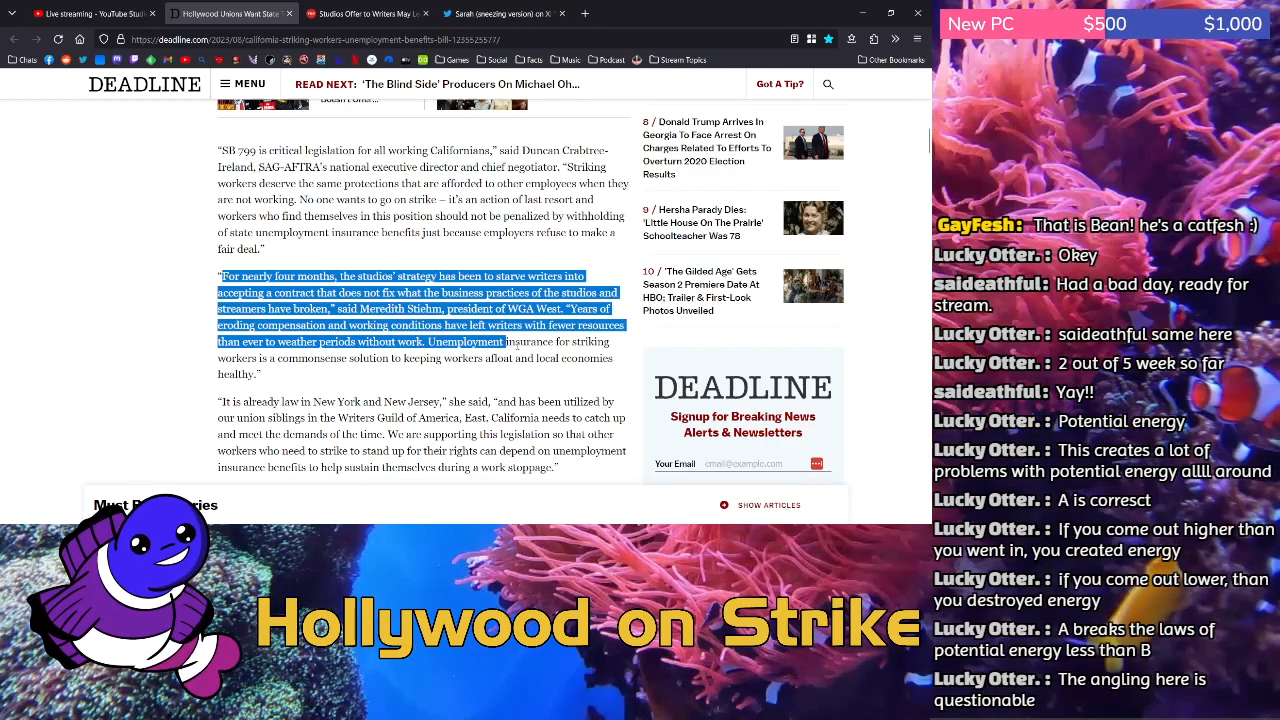 Live streaming - YouTube Studi
Hollywood Unions Want State
Studios Offer to Writers May Le
Sarah (sneezing version) on X:
https://deadline.com/2023/08/california-striking-workers-unemployment-benefits-bill-1235525577/
Chats
Games
Social
Facts
Music
Podcast
Stream Topics
Other Bookmarks
DEADLINE
MENU
READ NEXT: ‘The Blind Side’ Producers On Michael Oh...
Got A Tip?
“SB 799 is critical legislation for all working Californians,” said Duncan Crabtree-
Ireland, SAG-AFTRA’s national executive director and chief negotiator. “Striking
workers deserve the same protections that are afforded to other employees when they
are not working. No one wants to go on strike – it’s an action of last resort and
workers who find themselves in this position should not be penalized by withholding
of state unemployment insurance benefits just because employers refuse to make a
fair deal.”
“For nearly four months, the studios’ strategy has been to starve writers into
accepting a contract that does not fix what the business practices of the studios and
streamers have broken,” said Meredith Stiehm, president of WGA West. “Years of
eroding compensation and working conditions have left writers with fewer resources
than ever to weather periods without work. Unemployment insurance for striking
workers is a commonsense solution to keeping workers afloat and local economies
healthy.”
“It is already law in New York and New Jersey,” she said, “and has been utilized by
our union siblings in the Writers Guild of America, East. California needs to catch up
and meet the demands of the time. We are supporting this legislation so that other
workers who need to strike to stand up for their rights can depend on unemployment
insurance benefits to help sustain themselves during a work stoppage.”
8 / Donald Trump Arrives In
Georgia To Face Arrest On
Charges Related To Efforts To
Overturn 2020 Election
Results
9 / Hersha Parady Dies:
'Little House On The Prairie'
Schoolteacher Was 78
10 / 'The Gilded Age' Gets
Season 2 Premiere Date At
HBO; Trailer & First-Look
Photos Unveiled
DEADLINE
Signup for Breaking News
Alerts & Newsletters
Your Email email@example.com
SHOW ARTICLES
Hollywood on Strike
New PC $500 $1,000
GayFesh: That is Bean! he's a catfesh :)
Lucky Otter. : Okey
saideathful: Had a bad day, ready for
stream.
Lucky Otter. : saideathful same here
Lucky Otter. : 2 out of 5 week so far
saideathful: Yay!!
Lucky Otter. : Potential energy
Lucky Otter. : This creates a lot of
problems with potential energy allll around
Lucky Otter. : A is corresct
Lucky Otter. : If you come out higher than
you went in, you created energy
Lucky Otter. : if you come out lower, than
you destroyed energy
Lucky Otter. : A breaks the laws of
potential energy less than B
Lucky Otter. : The angling here is
questionable